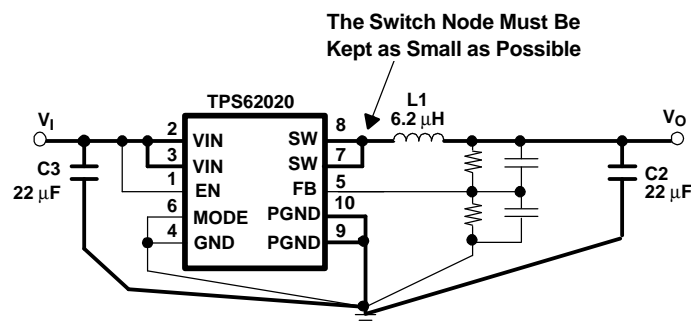 The Switch Node Must Be
Kept as Small as Possible
TPS62020
L1
6.2 μH
VI
VO
2
VIN
SW
8
3
VIN
SW
7
1
EN
FB
5
6
MODE
PGND
10
4
GND
PGND
9
C3
22 μF
C2
22 μF